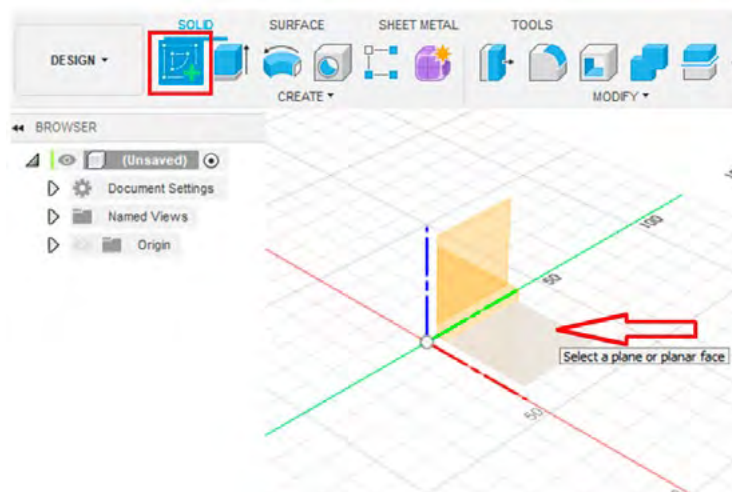 SOLID SURFACE SHEET METAL TOOLS
DESIGN
CREATE MODIFY
BROWSER
(Unsaved)
Document Settings
Named Views
Origin
100
50
Select a plane or planar face
50